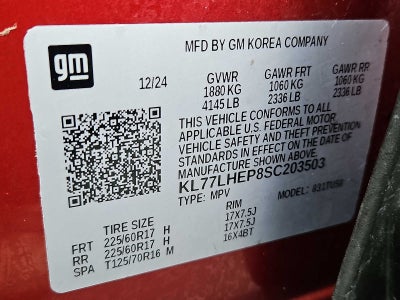 gm
MFD BY GM KOREA COMPANY
12/24 GVWR GAWR FRT GAWR RR
1880 KG 1060 KG 1060 KG
4145 LB 2336 LB 2336 LB
THIS VEHICLE CONFORMS TO ALL
APPLICABLE U.S. FEDERAL MOTOR
VEHICLE SAFETY AND THEFT PREVENTION
STANDARDS IN EFFECT ON THE DATE OF
MANUFACTURE SHOWN ABOVE.
KL77LHEP8SC203503
TYPE: MPV MODEL:
TIRE SIZE RIM
FRT 225/60R17 H 17X7.5J
RR 225/60R17 H 17X7.5J
SPA T125/70R16 M 16X4BT